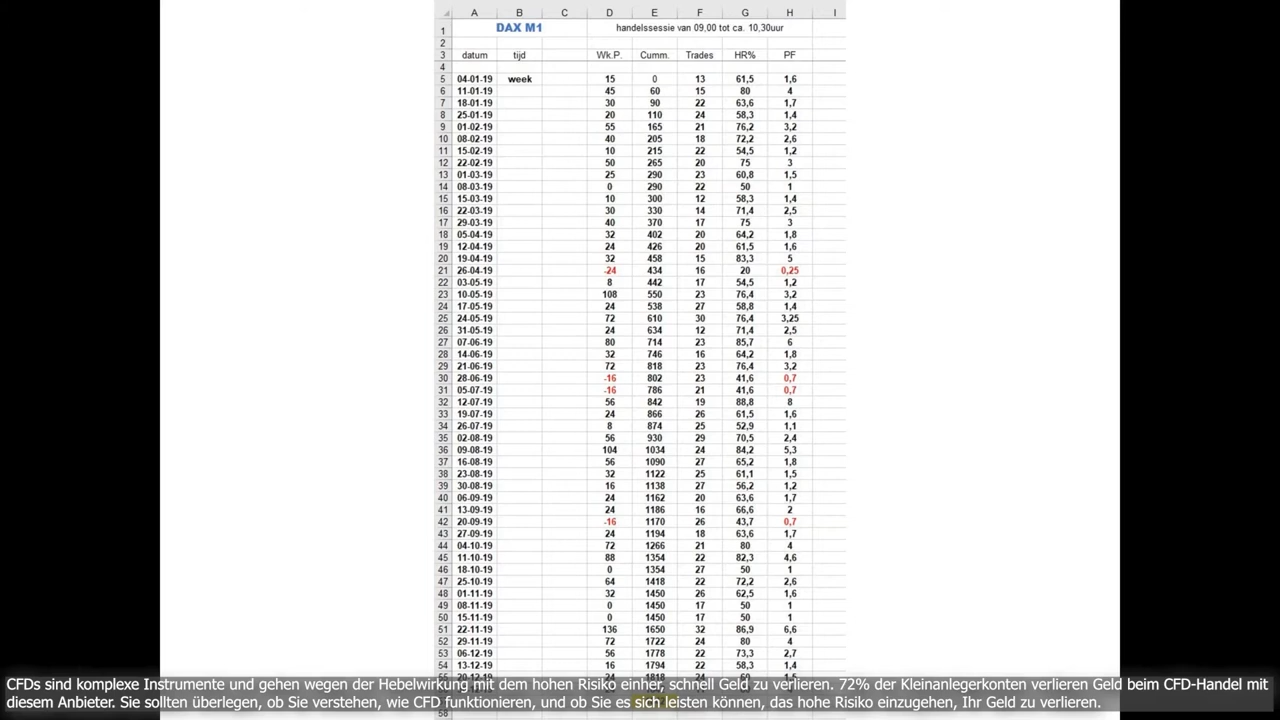 A B C D E F G H I
1 DAX M1 handelssessie van 09,00 tot ca. 10,30uur
2
3 datum tijd Wk.P. Cumm. Trades HR% PF
4
5 04-01-19 week 15 0 13 61,5 1,6
6 11-01-19 45 60 15 80 4
7 18-01-19 30 90 22 63,6 1,7
8 25-01-19 20 110 24 58,3 1,4
9 01-02-19 55 165 21 76,2 3,2
10 08-02-19 40 205 18 72,2 2,6
11 15-02-19 10 215 22 54,5 1,2
12 22-02-19 50 265 20 75 3
13 01-03-19 25 290 23 60,8 1,5
14 08-03-19 0 290 22 50 1
15 15-03-19 10 300 12 58,3 1,4
16 22-03-19 30 330 14 71,4 2,5
17 29-03-19 40 370 17 75 3
18 05-04-19 32 402 20 64,2 1,8
19 12-04-19 24 426 20 61,5 1,6
20 19-04-19 32 458 15 83,3 5
21 26-04-19 -24 434 16 20 0,25
22 03-05-19 8 442 17 54,5 1,2
23 10-05-19 108 550 23 76,4 3,2
24 17-05-19 24 538 27 58,8 1,4
25 24-05-19 72 610 30 76,4 3,25
26 31-05-19 24 634 12 71,4 2,5
27 07-06-19 80 714 23 85,7 6
28 14-06-19 32 746 16 64,2 1,8
29 21-06-19 72 818 23 76,4 3,2
30 28-06-19 -16 802 23 41,6 0,7
31 05-07-19 -16 786 21 41,6 0,7
32 12-07-19 56 842 19 88,8 8
33 19-07-19 24 866 26 61,5 1,6
34 26-07-19 8 874 25 52,9 1,1
35 02-08-19 56 930 29 70,5 2,4
36 09-08-19 104 1034 24 84,2 5,3
37 16-08-19 56 1090 27 65,2 1,8
38 23-08-19 32 1122 25 61,1 1,5
39 30-08-19 16 1138 27 56,2 1,2
40 06-09-19 24 1162 20 63,6 1,7
41 13-09-19 24 1186 16 66,6 2
42 20-09-19 -16 1170 26 43,7 0,7
43 27-09-19 24 1194 18 63,6 1,7
44 04-10-19 72 1266 21 80 4
45 11-10-19 88 1354 22 82,3 4,6
46 18-10-19 0 1354 27 50 1
47 25-10-19 64 1418 22 72,2 2,6
48 01-11-19 32 1450 26 62,5 1,6
49 08-11-19 0 1450 17 50 1
50 15-11-19 0 1450 17 50 1
51 22-11-19 136 1650 32 86,9 6,6
52 29-11-19 72 1722 24 80 4
53 06-12-19 56 1778 22 73,3 2,7
54 13-12-19 16 1794 22 58,3 1,4
CFDs sind komplexe Instrumente und gehen wegen der Hebelwirkung mit dem hohen Risiko einher, schnell Geld zu verlieren. 72% der Kleinanlegerkonten verlieren Geld beim CFD-Handel mit
diesem Anbieter. Sie sollten überlegen, ob Sie verstehen, wie CFD funktionieren, und ob Sie es sich leisten können, das hohe Risiko einzugehen, Ihr Geld zu verlieren.